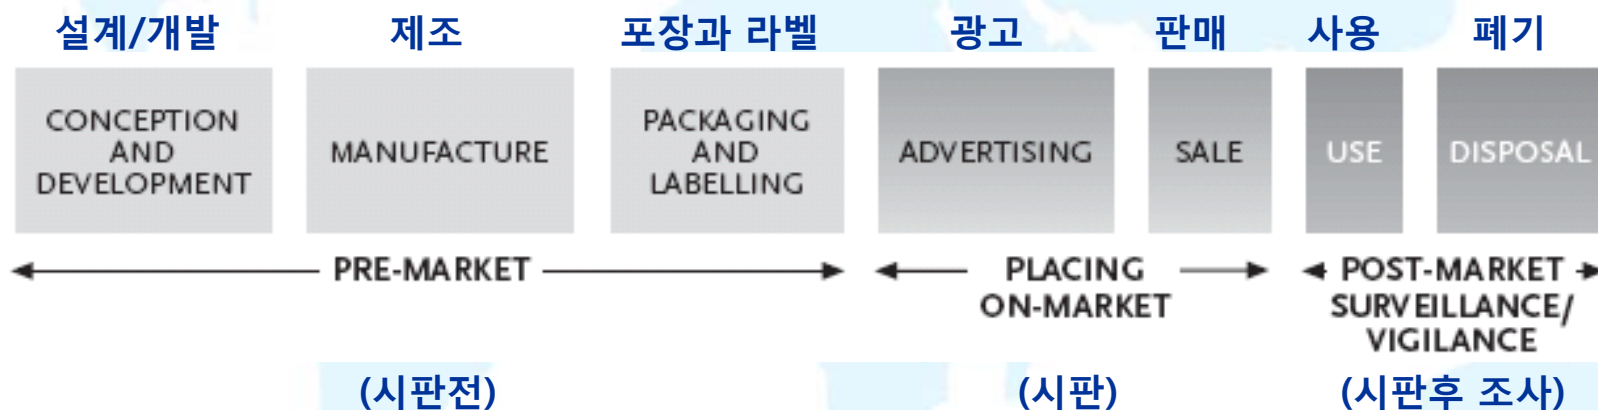 설계/개발 제조 포장과 라벨 광고 판매 사용 폐기
CONCEPTION
AND
DEVELOPMENT
MANUFACTURE
PACKAGING
AND
LABELLING
ADVERTISING
SALE
USE
DISPOSAL
PRE-MARKET
PLACING
ON-MARKET
POST-MARKET
SURVEILLANCE/
VIGILANCE
(시판전) (시판) (시판후 조사)